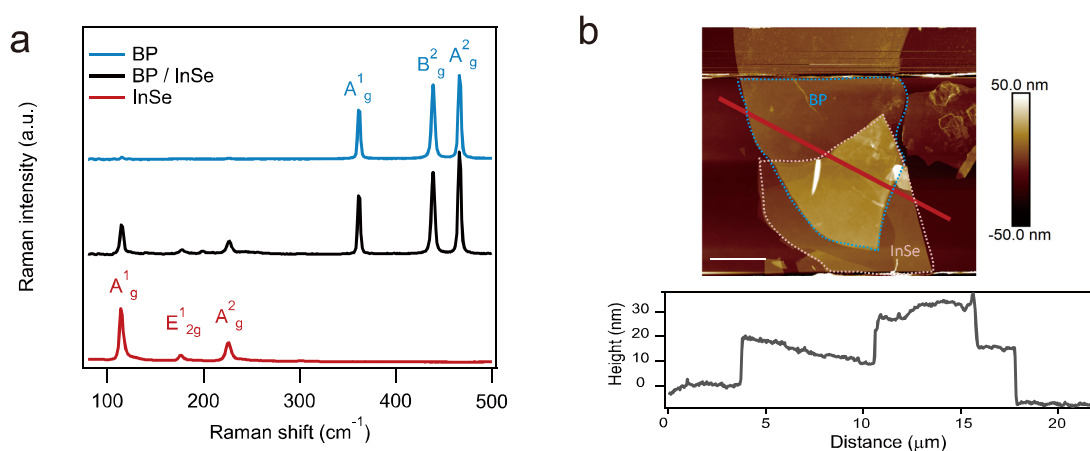 a
BP
BP / InSe
InSe
A¹g
B²g
A²g
A¹g
E¹2g
A²g
Raman intensity (a.u.)
100
200
300
400
500
Raman shift (cm⁻¹)
b
BP
InSe
50.0 nm
-50.0 nm
Height (nm)
30
20
10
0
0
5
10
15
20
Distance (μm)